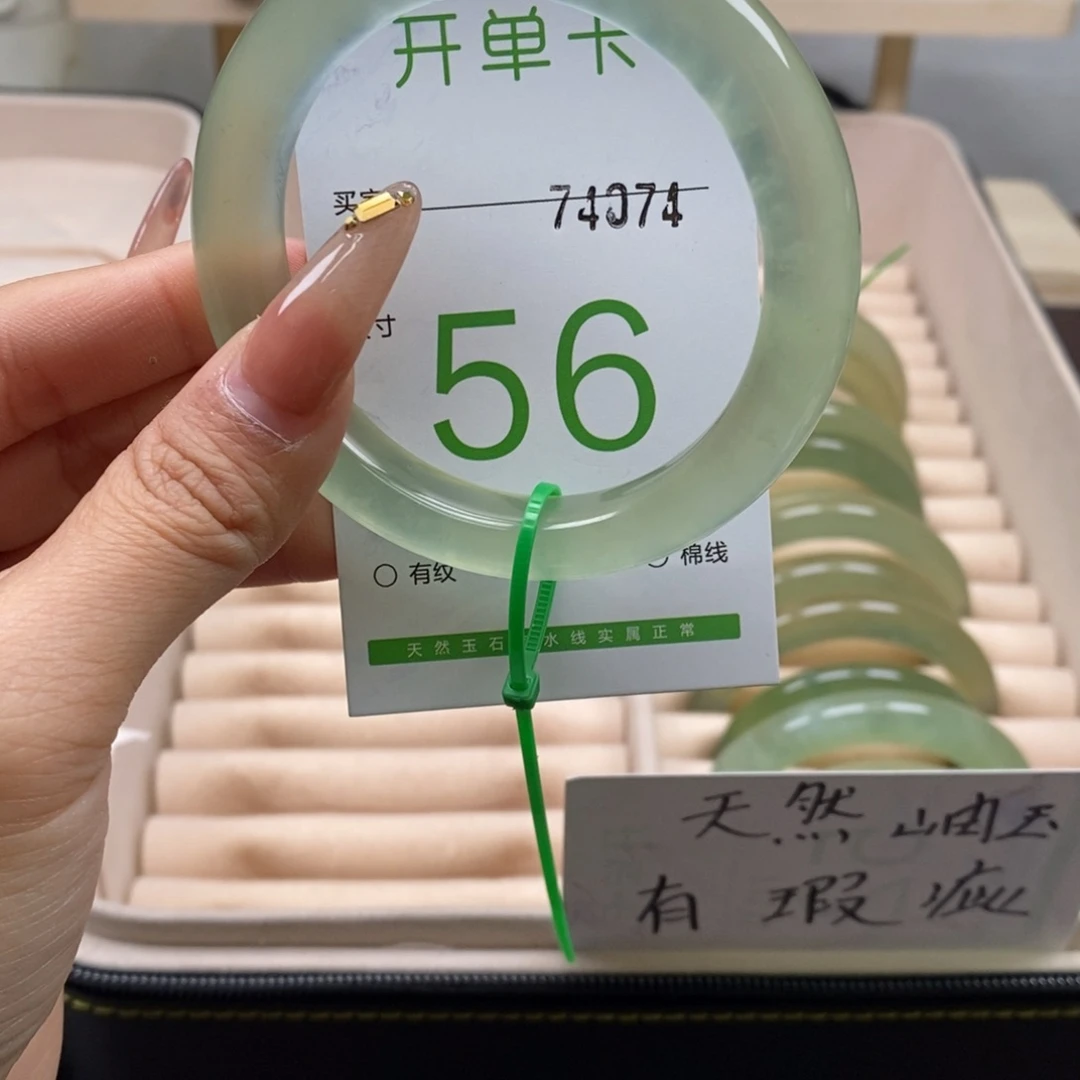 开单卡
买家 74074
寸 56
有纹 棉线
天然玉石 水线实属正常
天然岫玉
有瑕疵